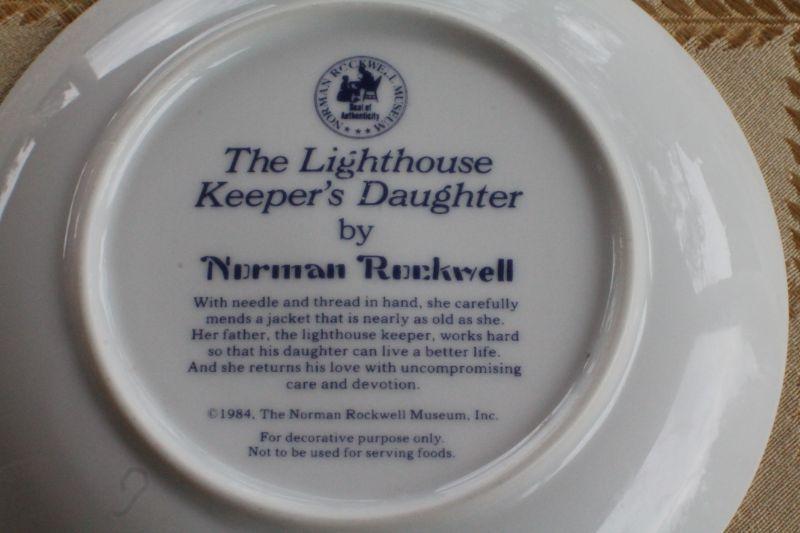 NORMAN ROCKWELL MUSEUM
Seal of
Authenticity
The Lighthouse
Keeper's Daughter
by
Norman Rockwell
With needle and thread in hand, she carefully
mends a jacket that is nearly as old as she.
Her father, the lighthouse keeper, works hard
so that his daughter can live a better life.
And she returns his love with uncompromising
care and devotion.
©1984, The Norman Rockwell Museum, Inc.
For decorative purpose only.
Not to be used for serving foods.